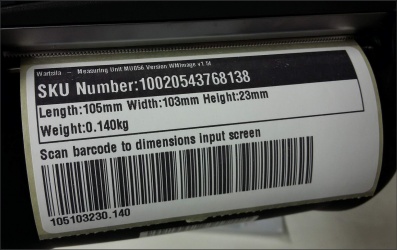 Wartsila - Measuring Unit MU056 Version WMImage v1.14
SKU Number:10020543768138
Length:105mm Width:103mm Height:23mm
Weight:0.140kg
Scan barcode to dimensions input screen
105103230.140